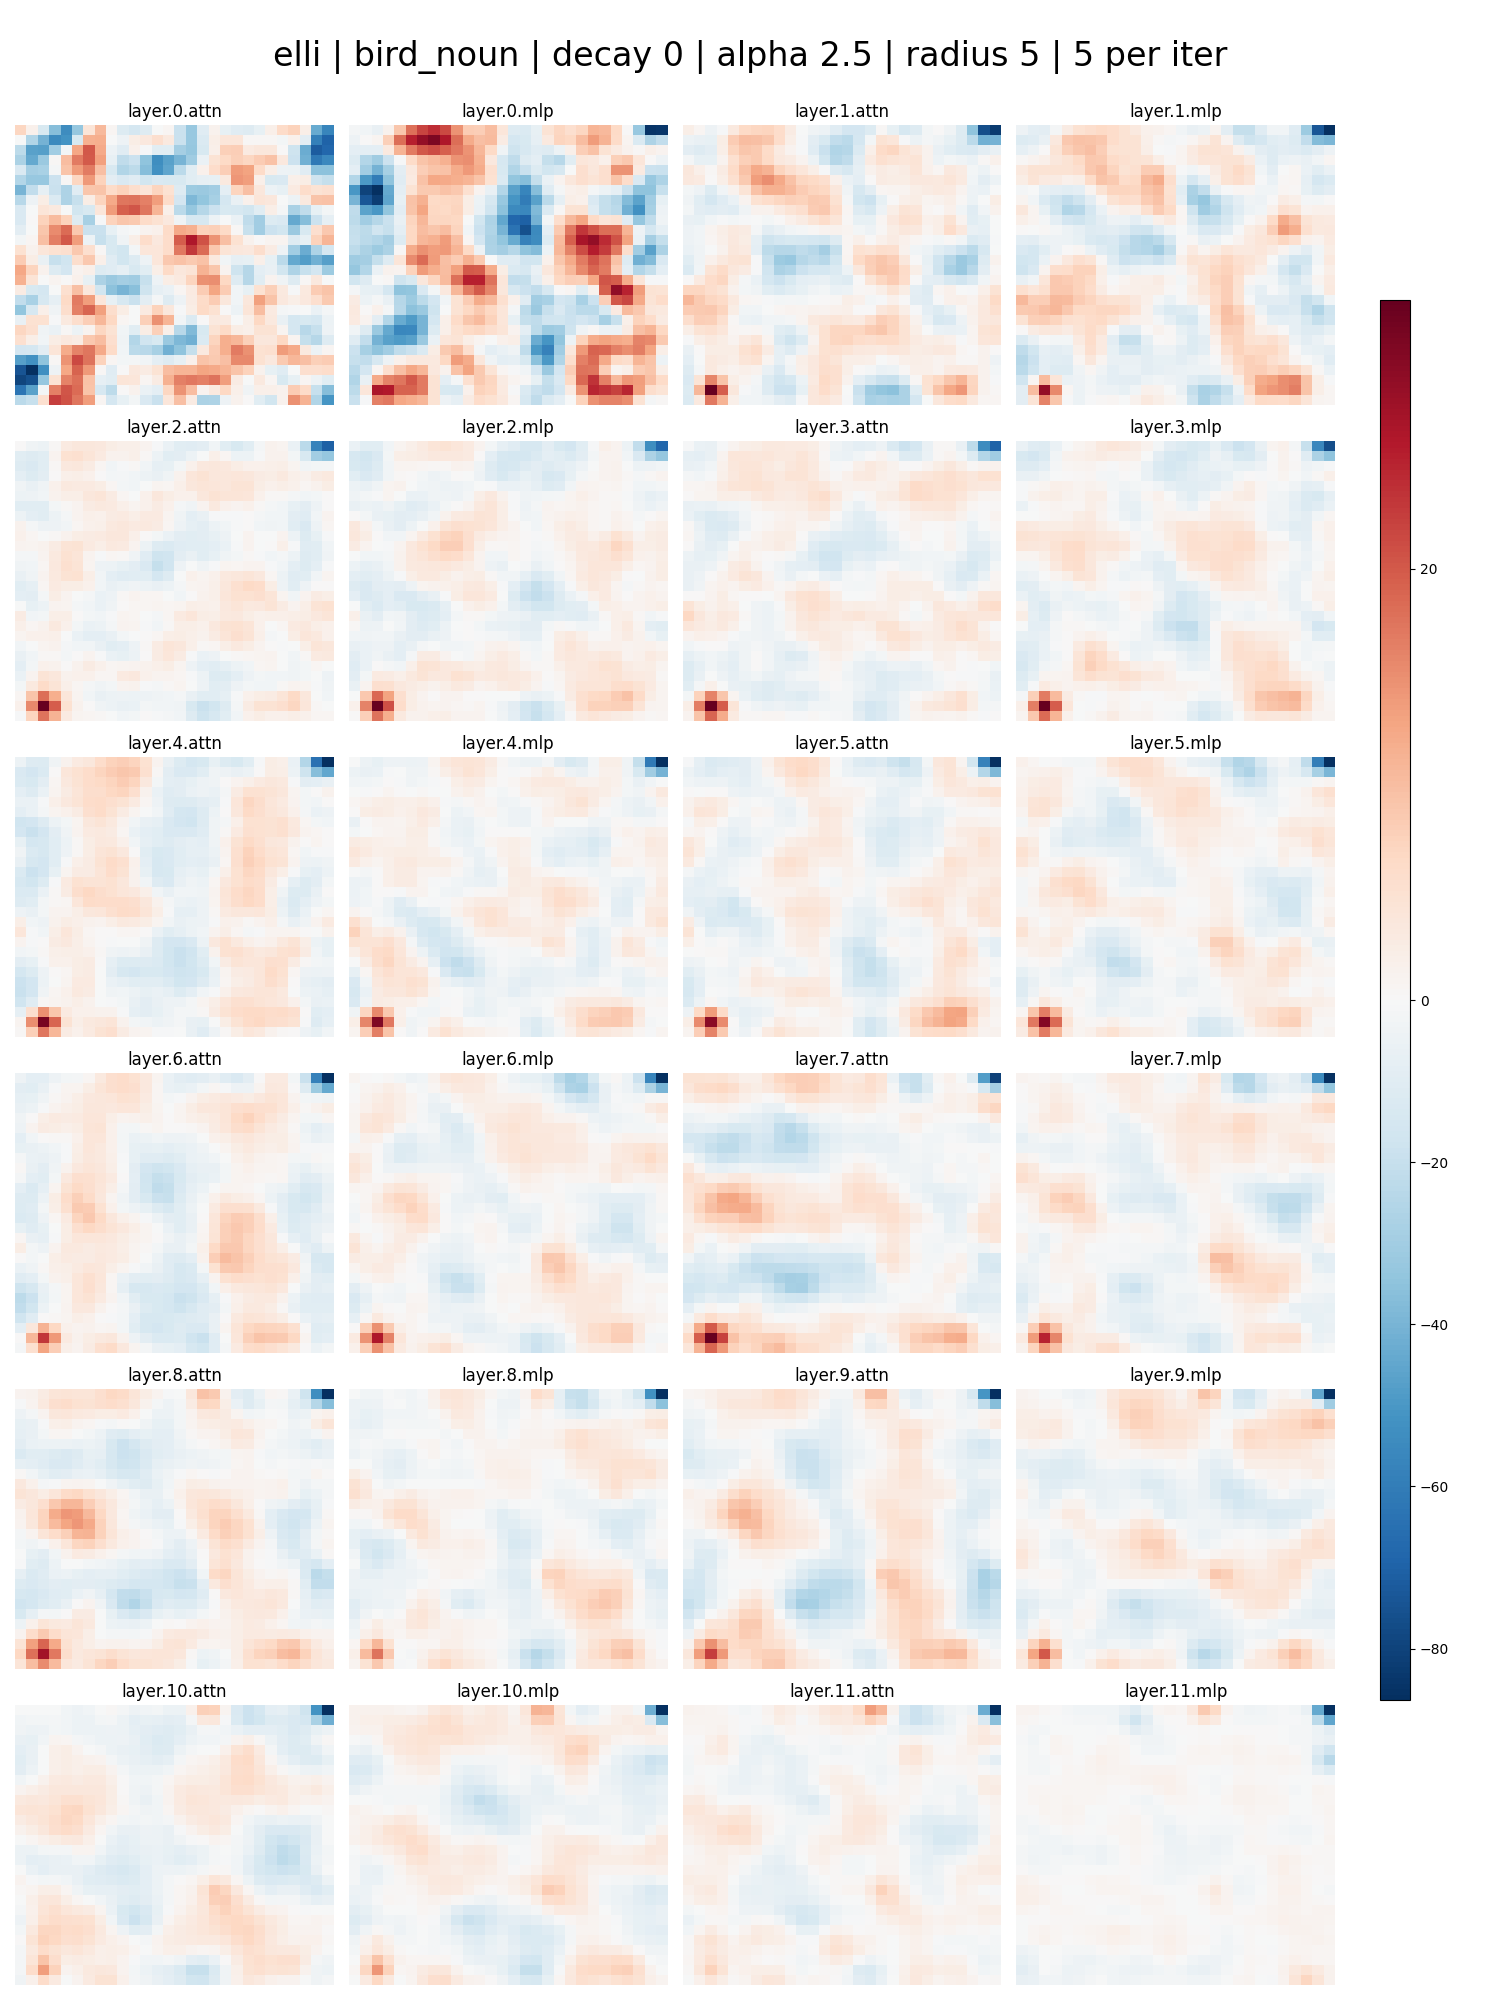 elli | bird_noun | decay 0 | alpha 2.5 | radius 5 | 5 per iter
layer.0.attn
layer.0.mlp
layer.1.attn
layer.1.mlp
layer.2.attn
layer.2.mlp
layer.3.attn
layer.3.mlp
layer.4.attn
layer.4.mlp
layer.5.attn
layer.5.mlp
layer.6.attn
layer.6.mlp
layer.7.attn
layer.7.mlp
layer.8.attn
layer.8.mlp
layer.9.attn
layer.9.mlp
layer.10.attn
layer.10.mlp
layer.11.attn
layer.11.mlp
20
0
−20
−40
−60
−80